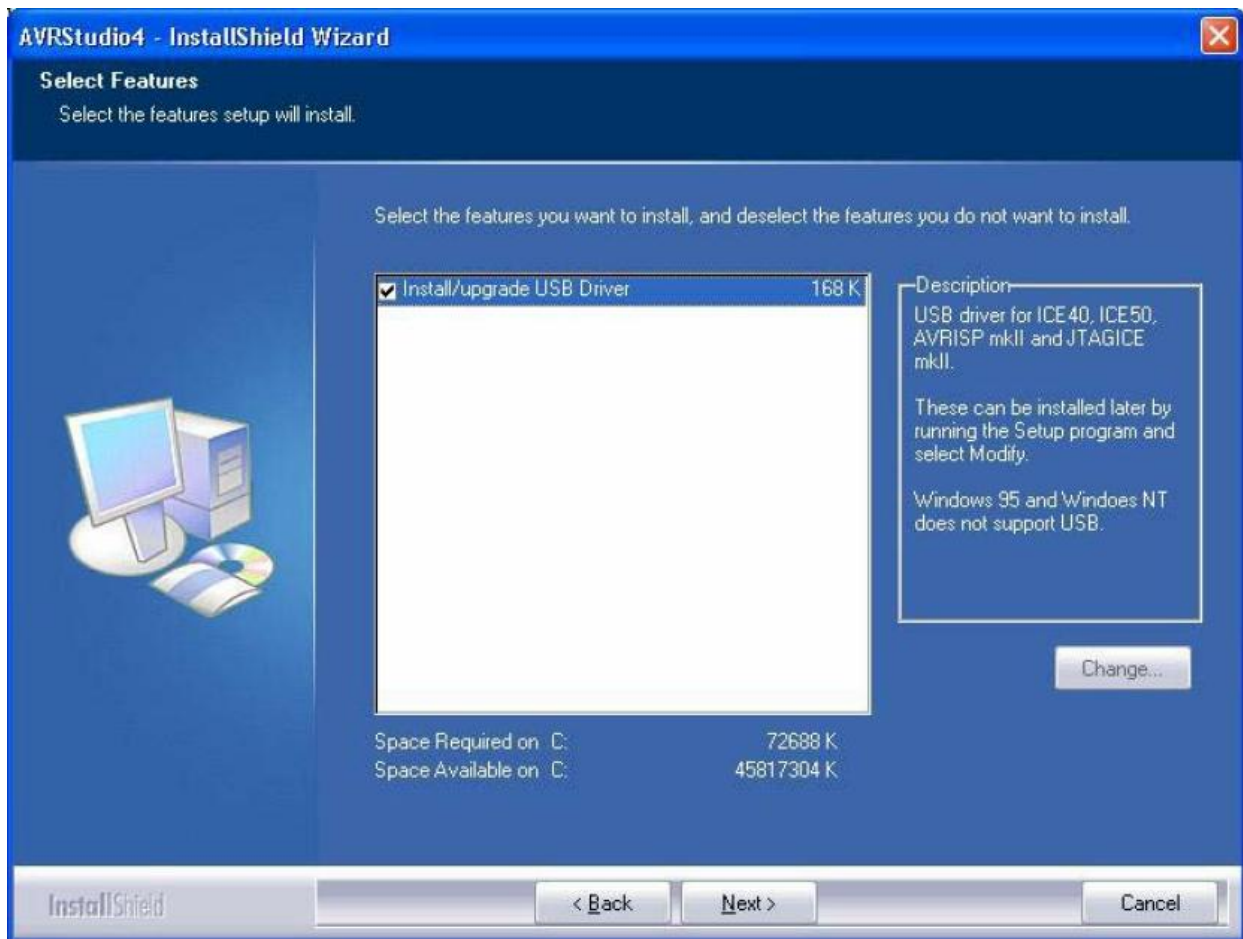 AVRStudio4 - InstallShield Wizard
Select Features
Select the features setup will install.
Select the features you want to install, and deselect the features you do not want to install.
Install/upgrade USB Driver 168 K
Description
USB driver for ICE40, ICE50,
AVRISP mkII and JTAGICE
mkII.
These can be installed later by
running the Setup program and
select Modify.
Windows 95 and Windoes NT
does not support USB.
Change...
Space Required on C: 72688 K
Space Available on C: 45817304 K
InstallShield
< Back
Next >
Cancel